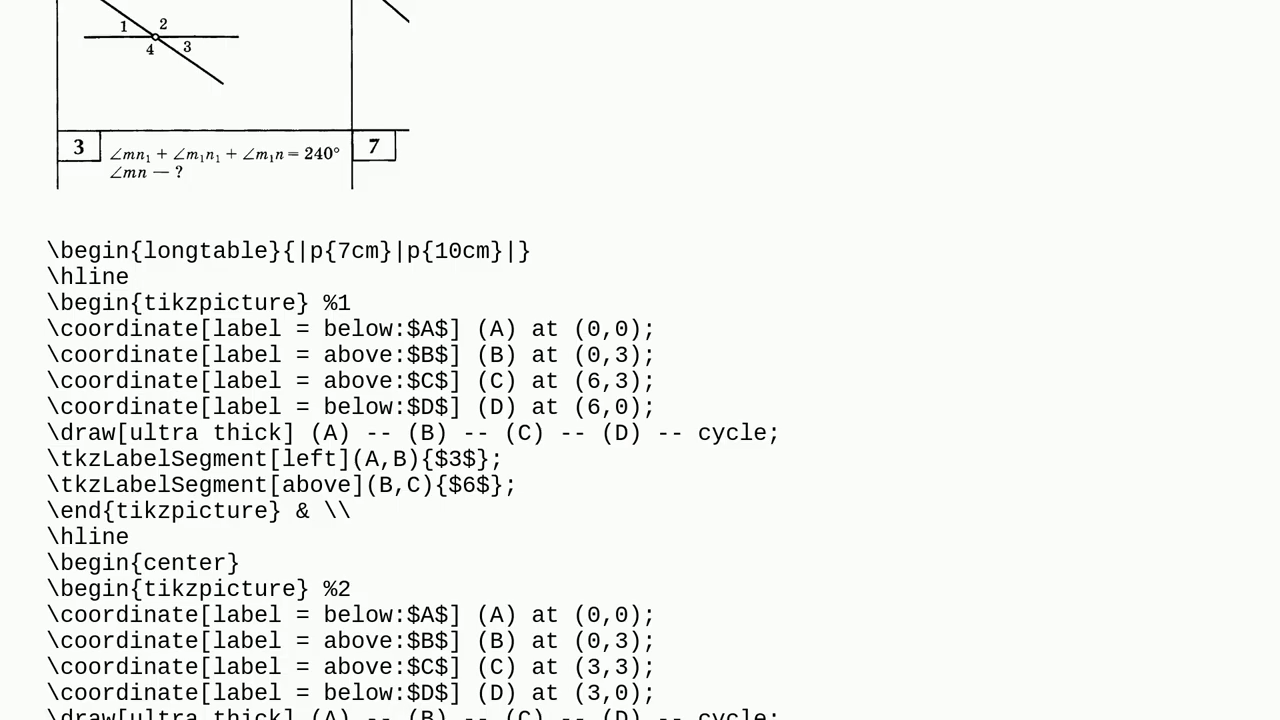 1 2
4 3
3 ∠mn₁ + ∠m₁n₁ + ∠m₁n = 240° 7
∠mn — ?
\begin{longtable}{|p{7cm}|p{10cm}|}
\hline
\begin{tikzpicture} %1
\coordinate[label = below:$A$] (A) at (0,0);
\coordinate[label = above:$B$] (B) at (0,3);
\coordinate[label = above:$C$] (C) at (6,3);
\coordinate[label = below:$D$] (D) at (6,0);
\draw[ultra thick] (A) -- (B) -- (C) -- (D) -- cycle;
\tkzLabelSegment[left](A,B){$3$};
\tkzLabelSegment[above](B,C){$6$};
\end{tikzpicture} & \\
\hline
\begin{center}
\begin{tikzpicture} %2
\coordinate[label = below:$A$] (A) at (0,0);
\coordinate[label = above:$B$] (B) at (0,3);
\coordinate[label = above:$C$] (C) at (3,3);
\coordinate[label = below:$D$] (D) at (3,0);
\draw[ultra thick] (A) -- (B) -- (C) -- (D) -- cycle;